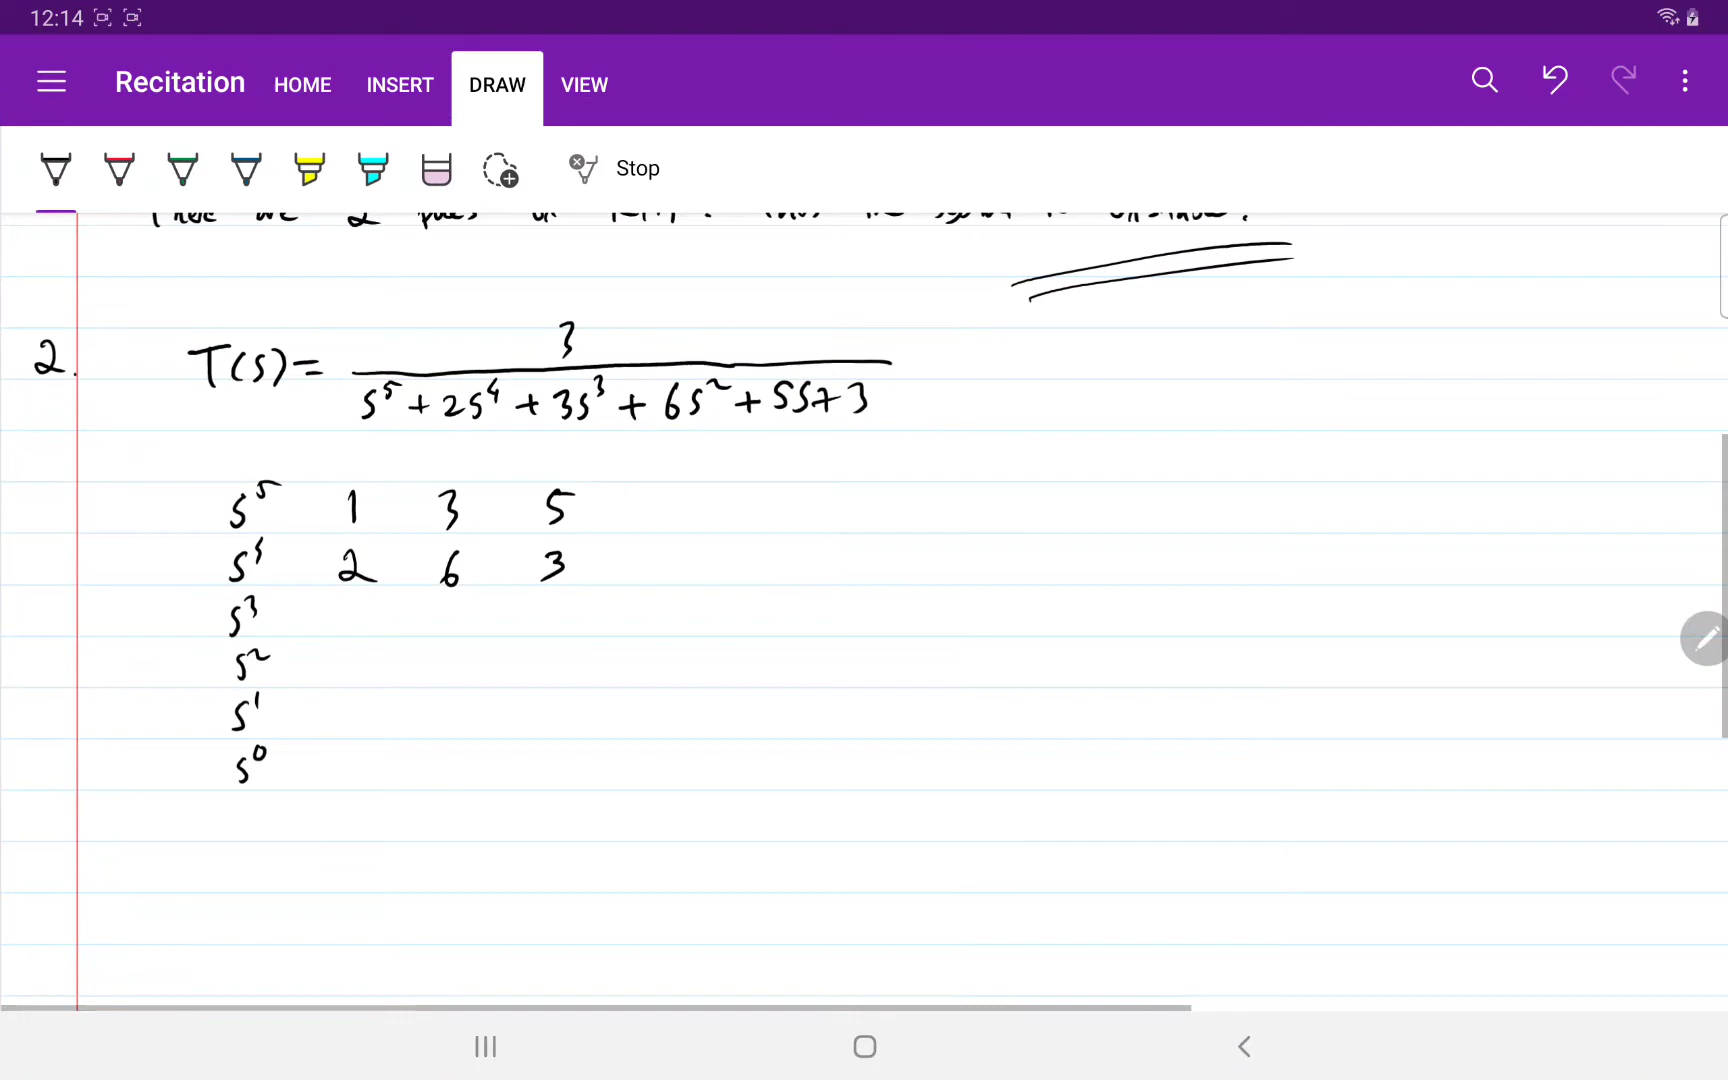 12:14
Recitation HOME INSERT DRAW VIEW
Stop
2 
2. T(s) = 3
s⁵ + 2s⁴ + 3s³ + 6s² + 5s + 3
s⁵ 1 3 5
s⁴ 2 6 3
s³
s²
s¹
s⁰